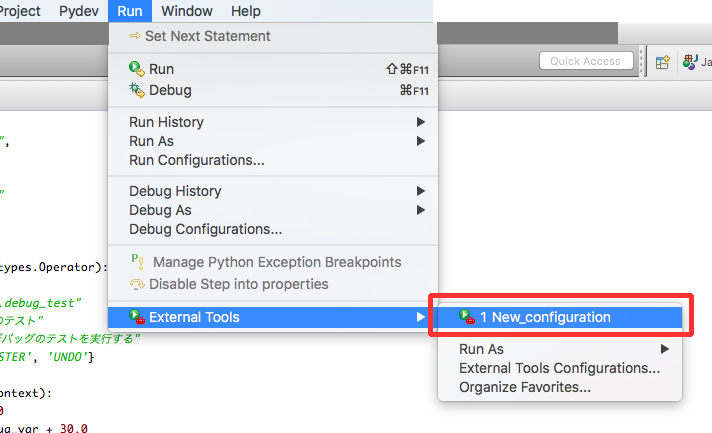 Project Pydev Run Window Help
Set Next Statement
Quick Access
Run ⇧⌘F11
Debug ⌘F11
Run History
Run As
Run Configurations...
Debug History
Debug As
Debug Configurations...
Manage Python Exception Breakpoints
Disable Step into properties
External Tools
1 New_configuration
Run As
External Tools Configurations...
Organize Favorites...
",
"
types.Operator):
.debug_test"
のテスト"
バッグのテストを実行する"
STER', 'UNDO'}
ontext):
0
ug_var + 30.0